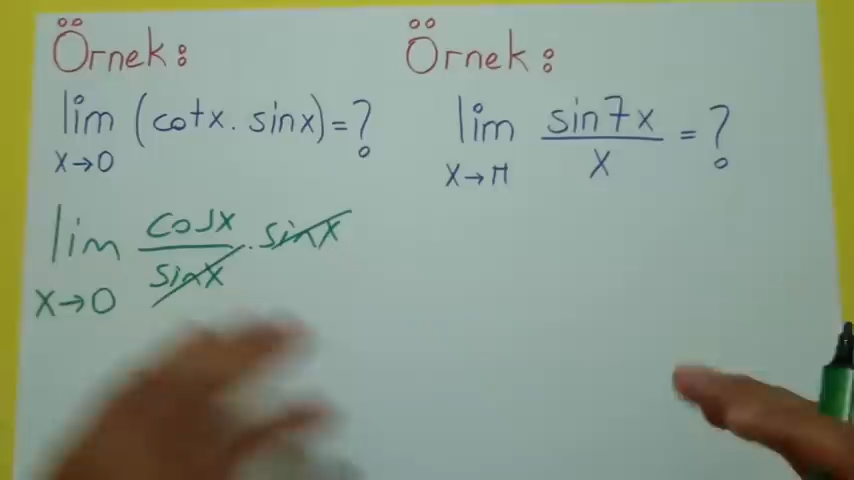 Örnek:
lim (cotx . sinx) = ?
x→0
lim cosx/sinx . sinx
x→0
Örnek:
lim sin7x/x = ?
x→π